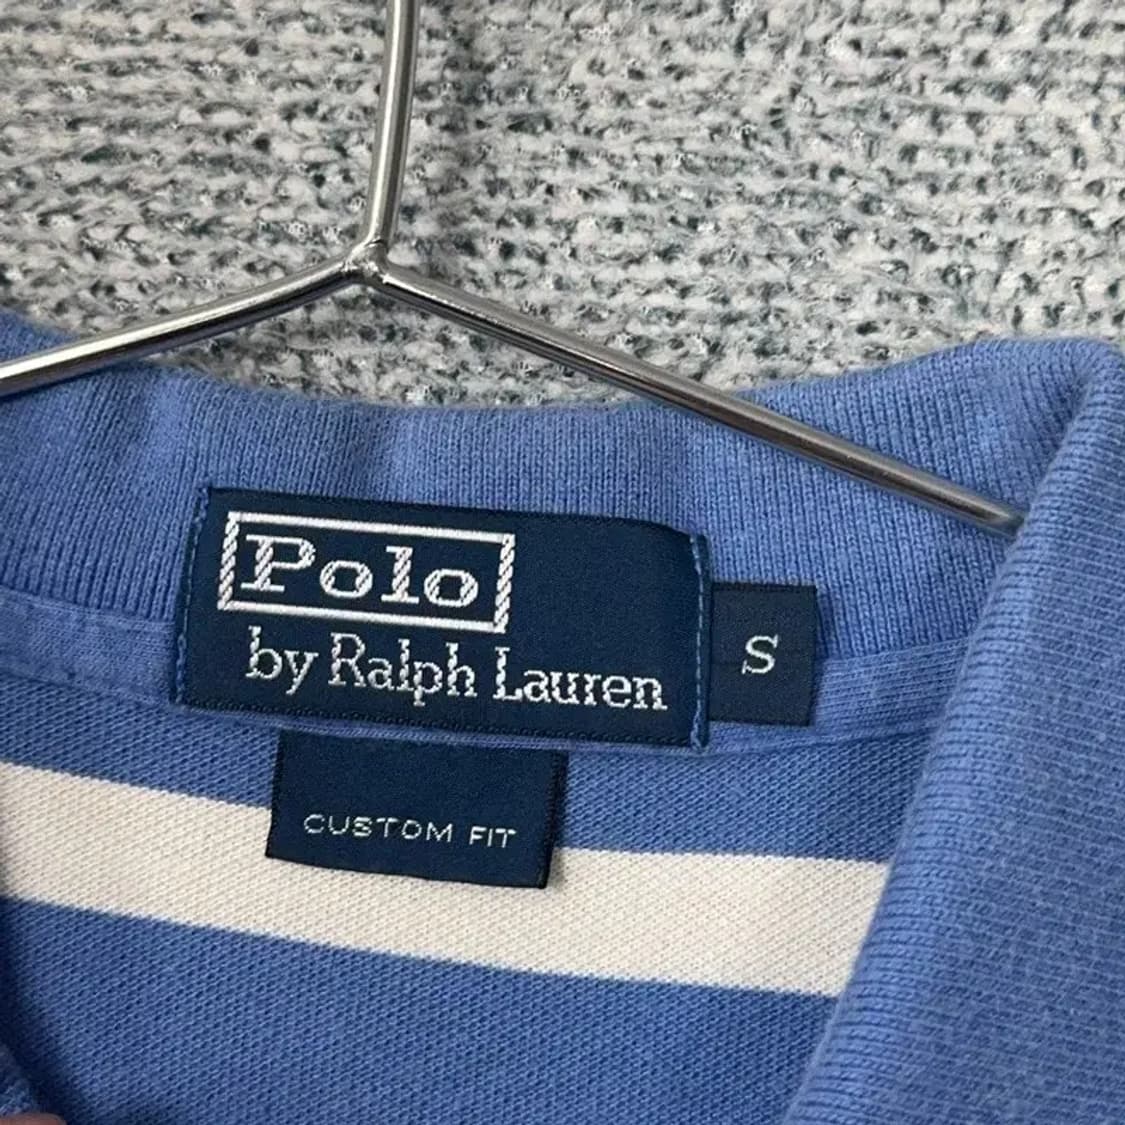 Polo
by Ralph Lauren
S
CUSTOM FIT